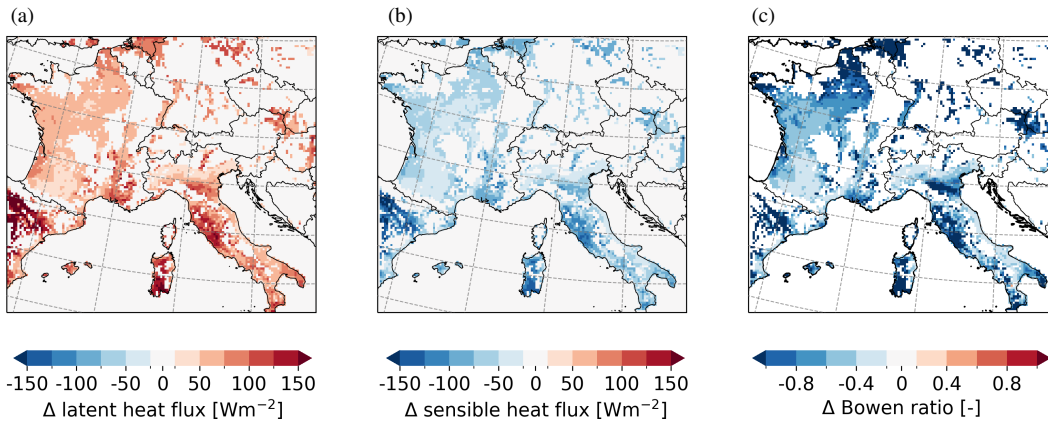 (a) (b) (c)
-150 -100 -50 0 50 100 150 -150 -100 -50 0 50 100 150 -0.8 -0.4 0 0.4 0.8
Δ latent heat flux [Wm⁻²] Δ sensible heat flux [Wm⁻²] Δ Bowen ratio [-]